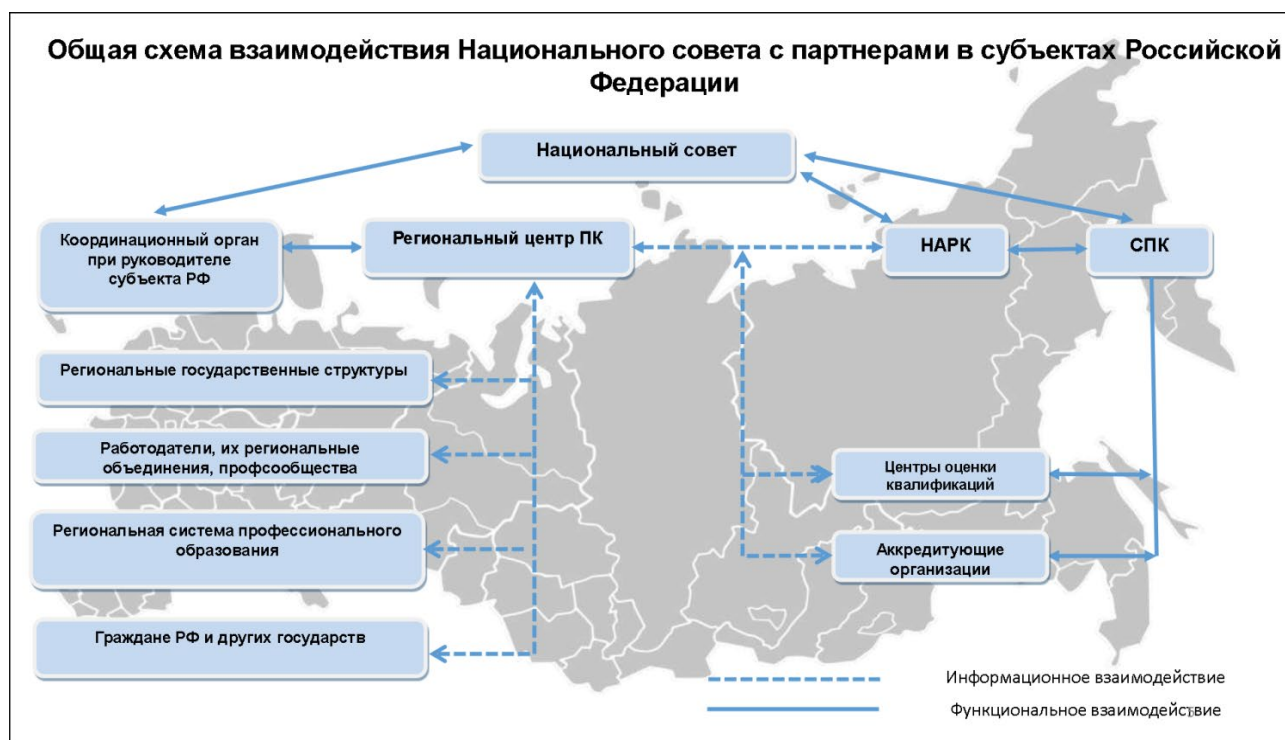 Общая схема взаимодействия Национального совета с партнерами в субъектах Российской
Федерации
Национальный совет
Координационный орган
при руководителе
субъекта РФ
Региональный центр ПК
НАРК
СПК
Региональные государственные структуры
Работодатели, их региональные
объединения, профсообщества
Центры оценки
квалификаций
Региональная система профессионального
образования
Аккредитующие
организации
Граждане РФ и других государств
Информационное взаимодействие
Функциональное взаимодействие